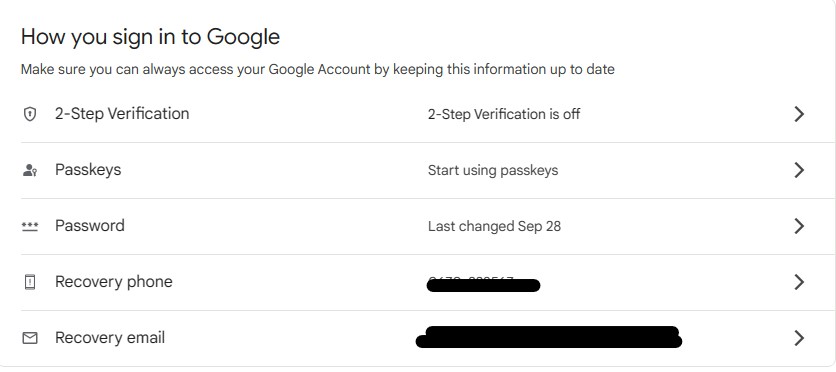 How you sign in to Google
Make sure you can always access your Google Account by keeping this information up to date
2-Step Verification 2-Step Verification is off
Passkeys Start using passkeys
Password Last changed Sep 28
Recovery phone
Recovery email